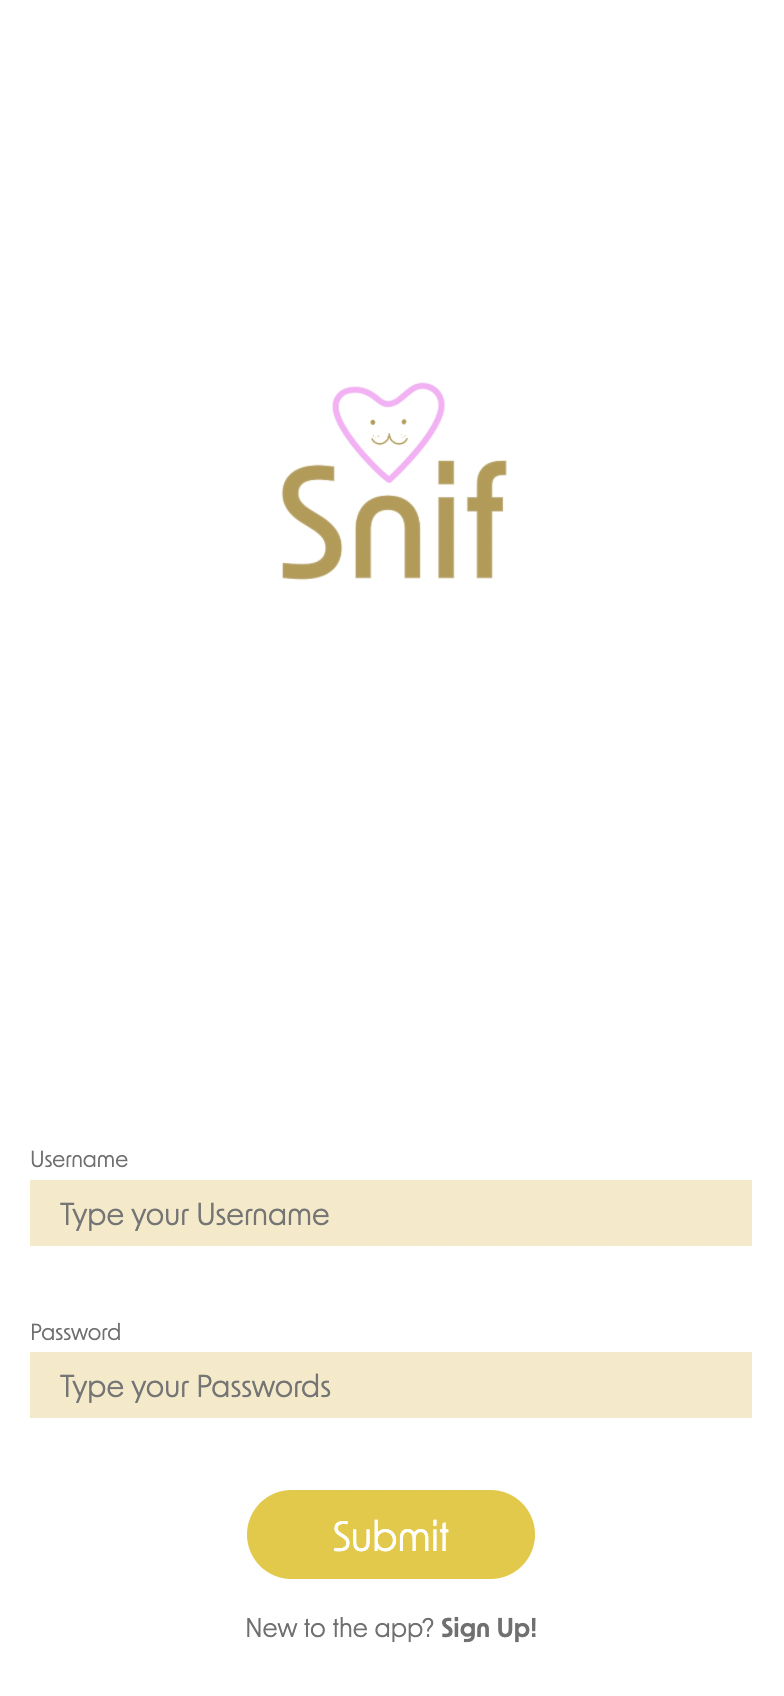 Snif
Username
Type your Username
Password
Type your Passwords
Submit
New to the app? Sign Up!